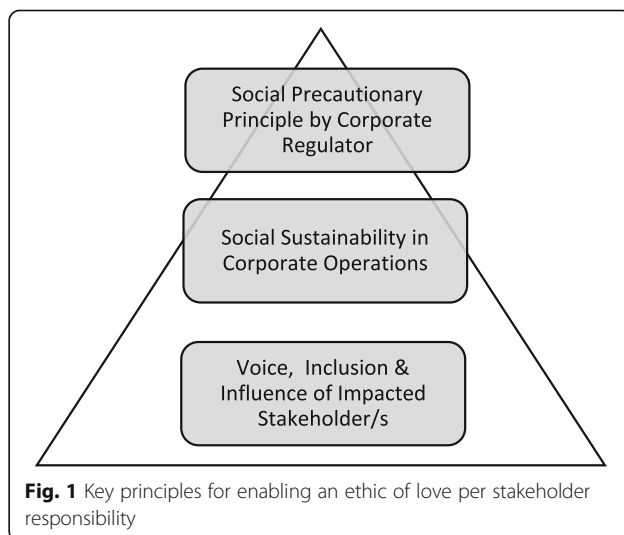 Social Precautionary
Principle by Corporate
Regulator
Social Sustainability in
Corporate Operations
Voice, Inclusion &
Influence of Impacted
Stakeholder/s
Fig. 1 Key principles for enabling an ethic of love per stakeholder
responsibility